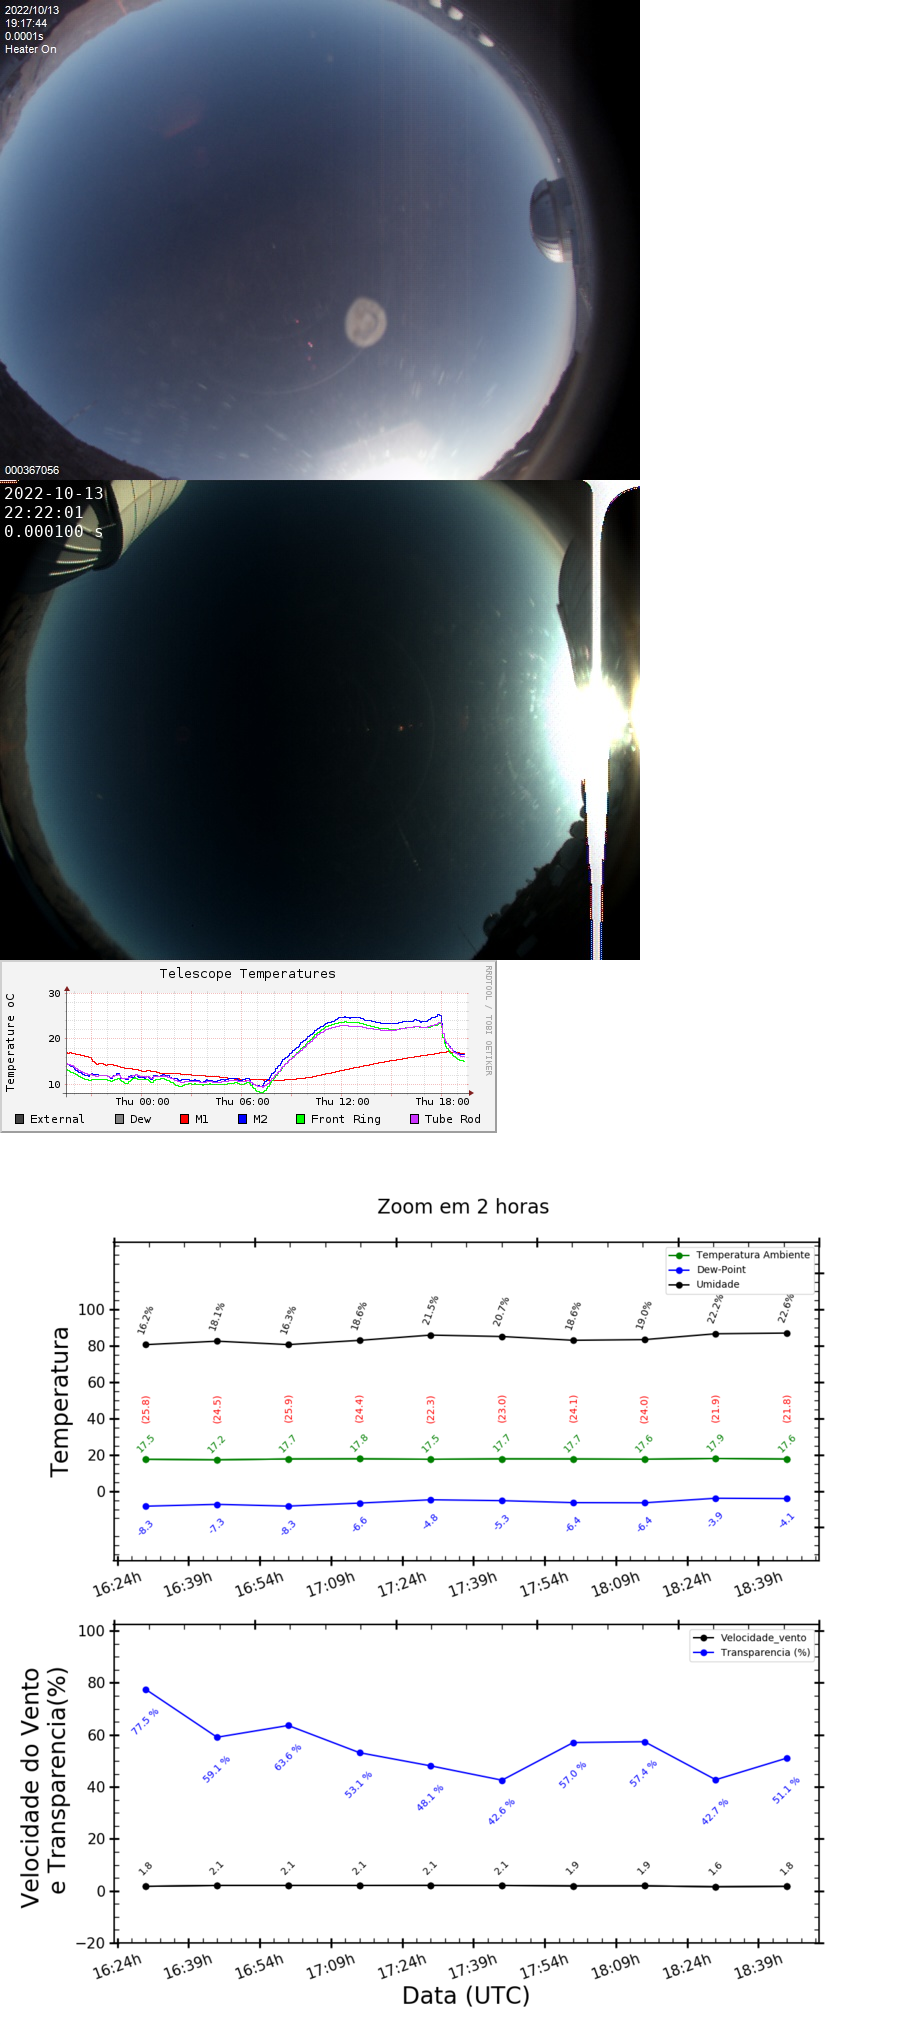 2022/10/13
19:17:44
0.0001s
Heater On
000367056
2022-10-13
22:22:01
0.000100 s
Telescope Temperatures
RRDTOOL / TOBI OETIKER
Temperature oC
30
20
10
Thu 00:00 Thu 06:00 Thu 12:00 Thu 18:00
External Dew M1 M2 Front Ring Tube Rod
Zoom em 2 horas
Temperatura
Temperatura Ambiente
Dew-Point
Umidade
100
80
60
40
20
0
16.2% 18.1% 16.3% 18.6% 21.5% 20.7% 18.6% 19.0% 22.2% 22.6%
(25.8) (24.5) (25.9) (24.4) (22.3) (23.0) (24.1) (24.0) (21.9) (21.8)
17.5 17.2 17.7 17.8 17.5 17.7 17.7 17.6 17.9 17.6
-8.3 -7.3 -8.3 -6.6 -4.8 -5.3 -6.4 -6.4 -3.9 -4.1
16:24h 16:39h 16:54h 17:09h 17:24h 17:39h 17:54h 18:09h 18:24h 18:39h
Velocidade do Vento
e Transparencia(%)
Velocidade_vento
Transparencia (%)
100
80
60
40
20
0
−20
77.5 % 59.1 % 63.6 % 53.1 % 48.1 % 42.6 % 57.0 % 57.4 % 42.7 % 51.1 %
1.8 2.1 2.1 2.1 2.1 2.1 1.9 1.9 1.6 1.8
16:24h 16:39h 16:54h 17:09h 17:24h 17:39h 17:54h 18:09h 18:24h 18:39h
Data (UTC)